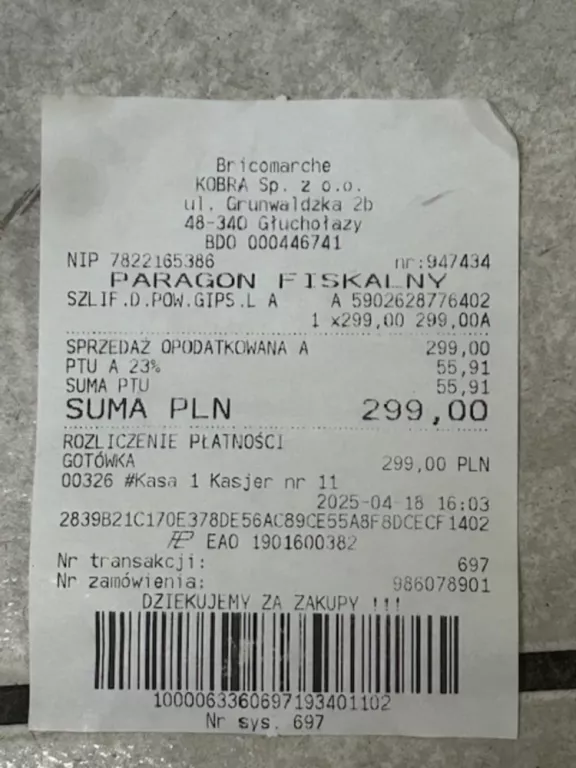 Bricomarche
KOBRA Sp. z o.o.
ul. Grunwaldzka 2b
48-340 Głuchołazy
BDO 000446741
NIP 7822165386 nr:947434
PARAGON FISKALNY
SZLIF.D.POW.GIPS.L A A 5902628776402
1 x299,00 299,00A
SPRZEDAŻ OPODATKOWANA A 299,00
PTU A 23% 55,91
SUMA PTU 55,91
SUMA PLN 299,00
ROZLICZENIE PŁATNOŚCI
GOTÓWKA 299,00 PLN
00326 #Kasa 1 Kasjer nr 11
2025-04-18 16:03
2839B21C170E378DE56AC89CE55A8F8DCECF1402
EAO 1901600382
Nr transakcji: 697
Nr zamówienia: 986078901
DZIEKUJEMY ZA ZAKUPY !!!
1000063360697193401102
Nr sys. 697